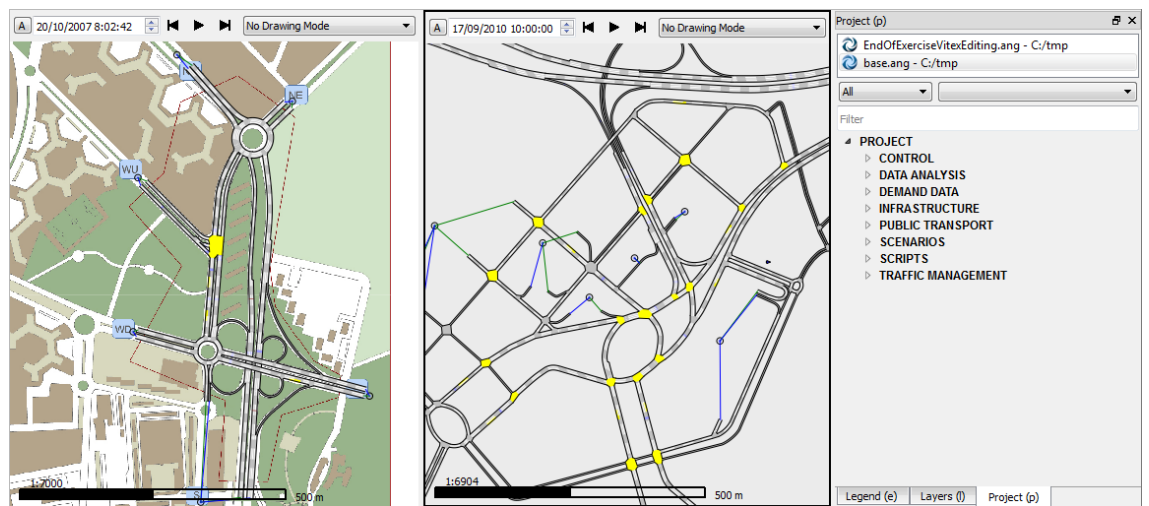 A 20/10/2007 8:02:42 No Drawing Mode
NE
WU
WD
S
1:7000
500 m
A 17/09/2010 10:00:00 No Drawing Mode
1:6904
500 m
Project (p)
EndOfExerciseVitexEditing.ang - C:/tmp
base.ang - C:/tmp
All
Filter
PROJECT
CONTROL
DATA ANALYSIS
DEMAND DATA
INFRASTRUCTURE
PUBLIC TRANSPORT
SCENARIOS
SCRIPTS
TRAFFIC MANAGEMENT
Legend (e) Layers (l) Project (p)